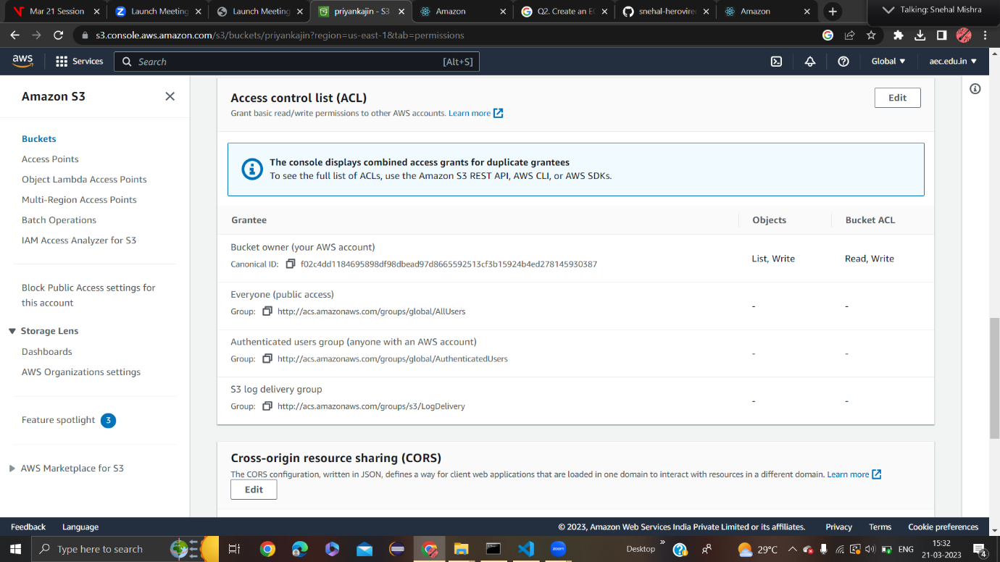 Mar 21 Session
Launch Meeting
Launch Meeting
priyankajin - S3
Amazon
Q2. Create an EC
snehal-herovired
Amazon
Talking: Snehal Mishra
s3.console.aws.amazon.com/s3/buckets/priyankajin?region=us-east-1&tab=permissions
aws
Services
Search
[Alt+S]
Global
aec.edu.in
Amazon S3
Buckets
Access Points
Object Lambda Access Points
Multi-Region Access Points
Batch Operations
IAM Access Analyzer for S3
Block Public Access settings for
this account
Storage Lens
Dashboards
AWS Organizations settings
Feature spotlight 3
AWS Marketplace for S3
Access control list (ACL)
Edit
Grant basic read/write permissions to other AWS accounts. Learn more
The console displays combined access grants for duplicate grantees
To see the full list of ACLs, use the Amazon S3 REST API, AWS CLI, or AWS SDKs.
Grantee Objects Bucket ACL
Bucket owner (your AWS account)
Canonical ID: f02c4dd1184695898df98dbead97d8665592513cf3b15924b4ed278145930387
List, Write Read, Write
Everyone (public access)
Group: http://acs.amazonaws.com/groups/global/AllUsers
- -
Authenticated users group (anyone with an AWS account)
Group: http://acs.amazonaws.com/groups/global/AuthenticatedUsers
- -
S3 log delivery group
Group: http://acs.amazonaws.com/groups/s3/LogDelivery
- -
Cross-origin resource sharing (CORS)
The CORS configuration, written in JSON, defines a way for client web applications that are loaded in one domain to interact with resources in a different domain. Learn more
Edit
Feedback Language
© 2023, Amazon Web Services India Private Limited or its affiliates. Privacy Terms Cookie preferences
Type here to search
zoom
Desktop
29°C
ENG
15:32
21-03-2023
4